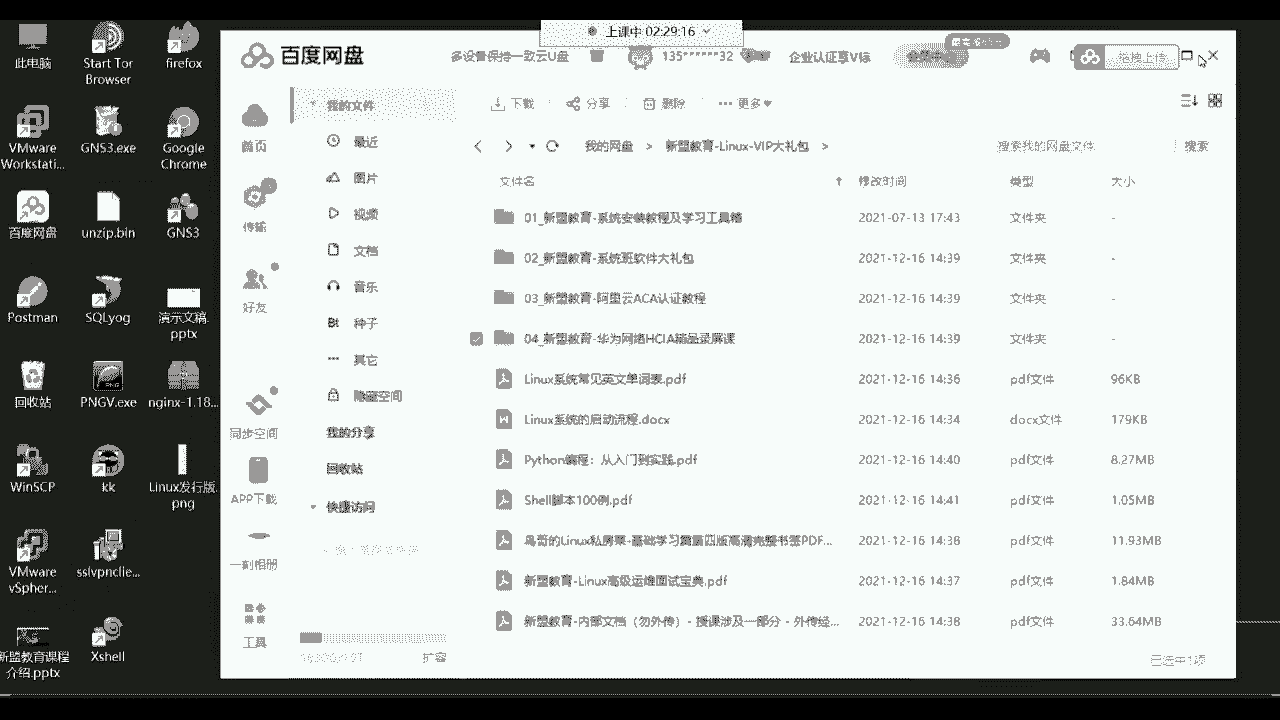 上课中 02:29:16
此电脑
Start Tor Browser
firefox
VMware Workstati...
GNS3.exe
Google Chrome
百度网盘
unzip.bin
GNS3
Postman
SQLyog
演示文稿.pptx
回收站
PNGV.exe
nginx-1.18...
WinSCP
kk
Linux发行版.png
VMware vSpher...
sslvpnclie...
新盟教育课程介绍.pptx
Xshell
百度网盘
多设备保持一致云U盘
135******32
企业认证享V标
拖拽上传
首页
传输
好友
同步空间
APP下载
一刻相册
工具
我的文件
最近
图片
视频
文档
音乐
种子
其它
隐藏空间
我的分享
回收站
快捷访问
扩容
下载
分享
删除
更多
我的网盘 > 新盟教育-Linux-VIP大礼包 >
搜索我的网盘文件
搜索
文件名 修改时间 类型 大小
01_新盟教育-系统安装教程及学习工具箱 2021-07-13 17:43 文件夹 -
02_新盟教育-系统班软件大礼包 2021-12-16 14:39 文件夹 -
03_新盟教育-阿里云ACA认证教程 2021-12-16 14:39 文件夹 -
04_新盟教育-华为网络HCIA精品录屏课 2021-12-16 14:39 文件夹 -
Linux系统常见英文单词表.pdf 2021-12-16 14:36 pdf文件 96KB
Linux系统的启动流程.docx 2021-12-16 14:34 docx文件 179KB
Python编程：从入门到实践.pdf 2021-12-16 14:40 pdf文件 8.27MB
Shell脚本100例.pdf 2021-12-16 14:41 pdf文件 1.05MB
鸟哥的Linux私房菜-基础学习篇第四版高清完整书签PDF... 2021-12-16 14:38 pdf文件 11.93MB
新盟教育-Linux高级运维面试宝典.pdf 2021-12-16 14:37 pdf文件 1.84MB
新盟教育-内部文档（勿外传）- 授课涉及一部分 - 外传经... 2021-12-16 14:38 pdf文件 33.64MB
已选中1项